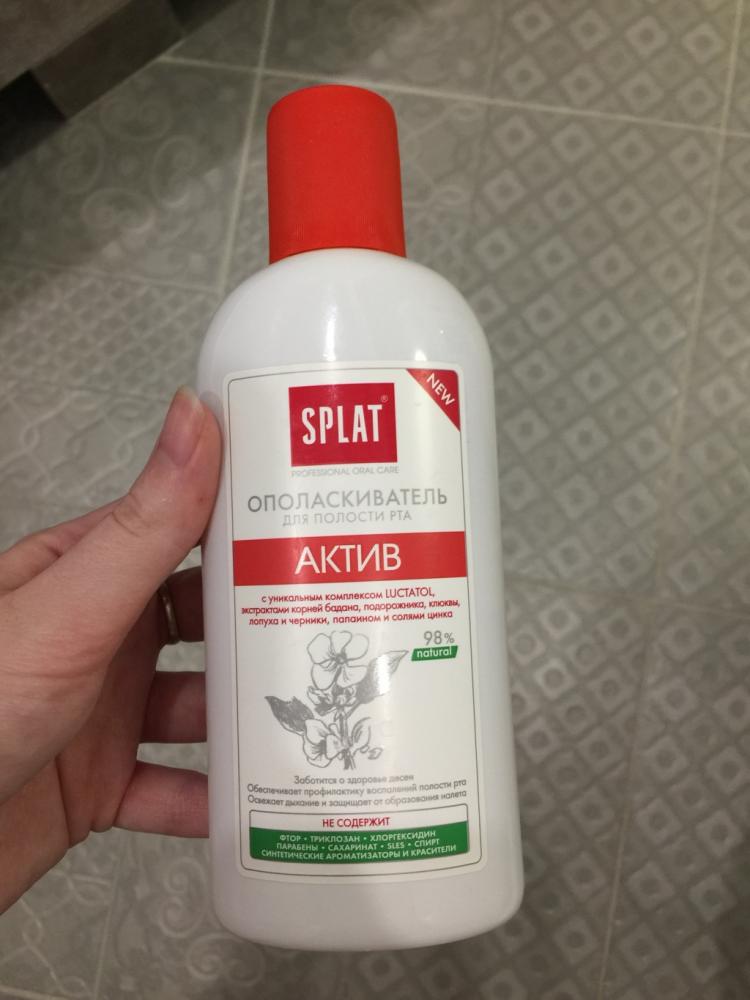 NEW
SPLAT®
PROFESSIONAL ORAL CARE
ОПОЛАСКИВАТЕЛЬ
ДЛЯ ПОЛОСТИ РТА
АКТИВ
с уникальным комплексом LUCTATOL,
экстрактами корней бадана, подорожника, клюквы,
лопуха и черники, папаином и солями цинка
98%
natural
Заботится о здоровье десен
Обеспечивает профилактику воспалений полости рта
Освежает дыхание и защищает от образования налета
НЕ СОДЕРЖИТ
ФТОР • ТРИКЛОЗАН • ХЛОРГЕКСИДИН
ПАРАБЕНЫ • САХАРИНАТ • SLES • СПИРТ
СИНТЕТИЧЕСКИЕ АРОМАТИЗАТОРЫ И КРАСИТЕЛИ